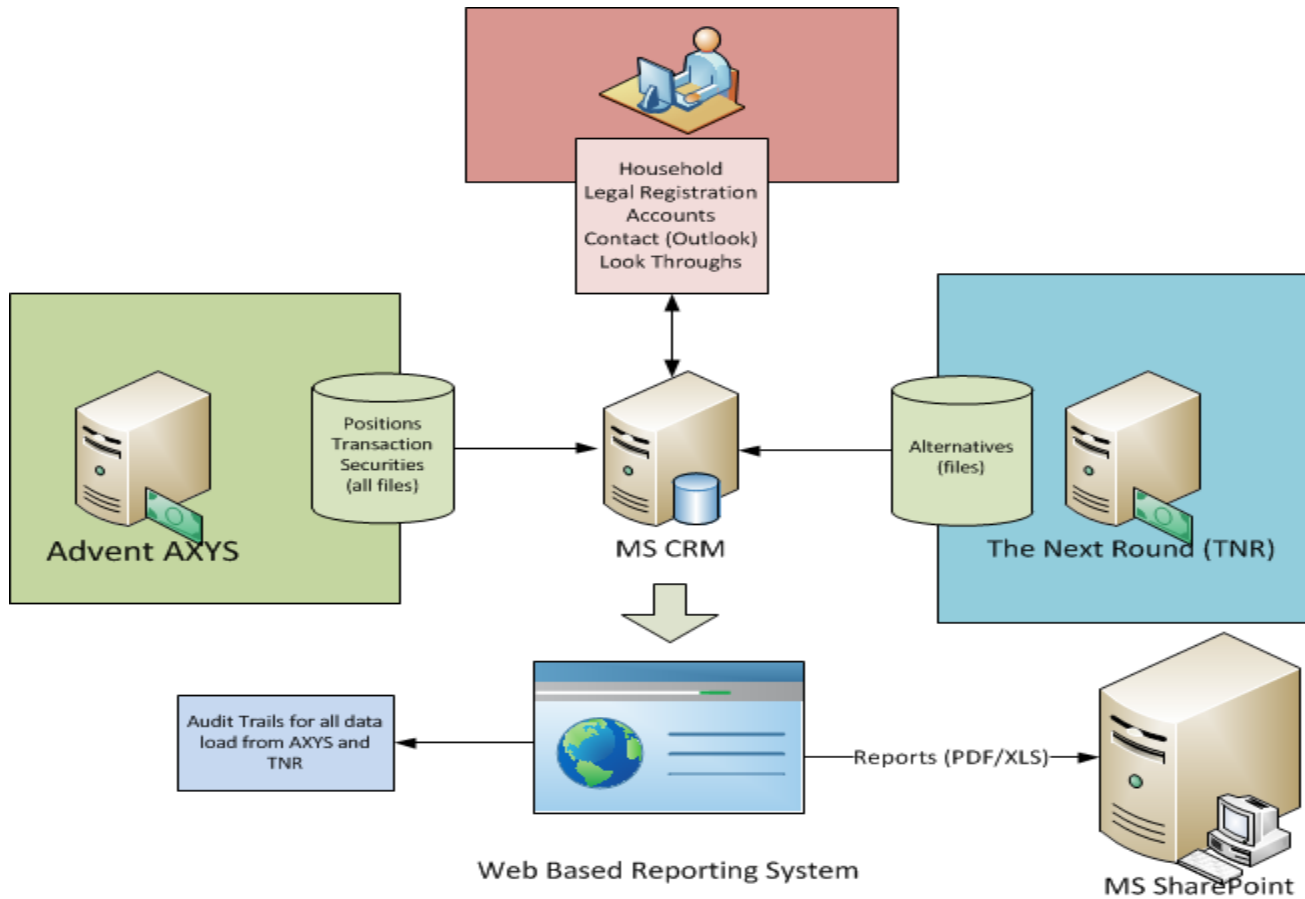 Household
Legal Registration
Accounts
Contact (Outlook)
Look Throughs
Positions
Transaction
Securities
(all files)
Advent AXYS
MS CRM
Alternatives
(files)
The Next Round (TNR)
Audit Trails for all data
load from AXYS and
TNR
Reports (PDF/XLS)
Web Based Reporting System
MS SharePoint